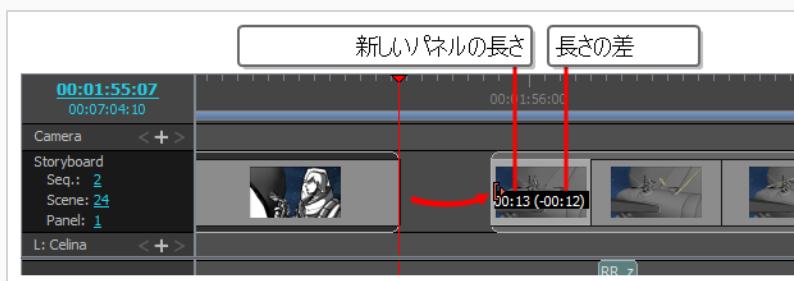 新しいパネルの長さ
長さの差
00:01:55:07
00:07:04:10
00:01:56:00
Camera < + >
Storyboard
Seq.: 2
Scene: 24
Panel: 1
00:13 (-00:12)
L: Celina < + >
RR_z